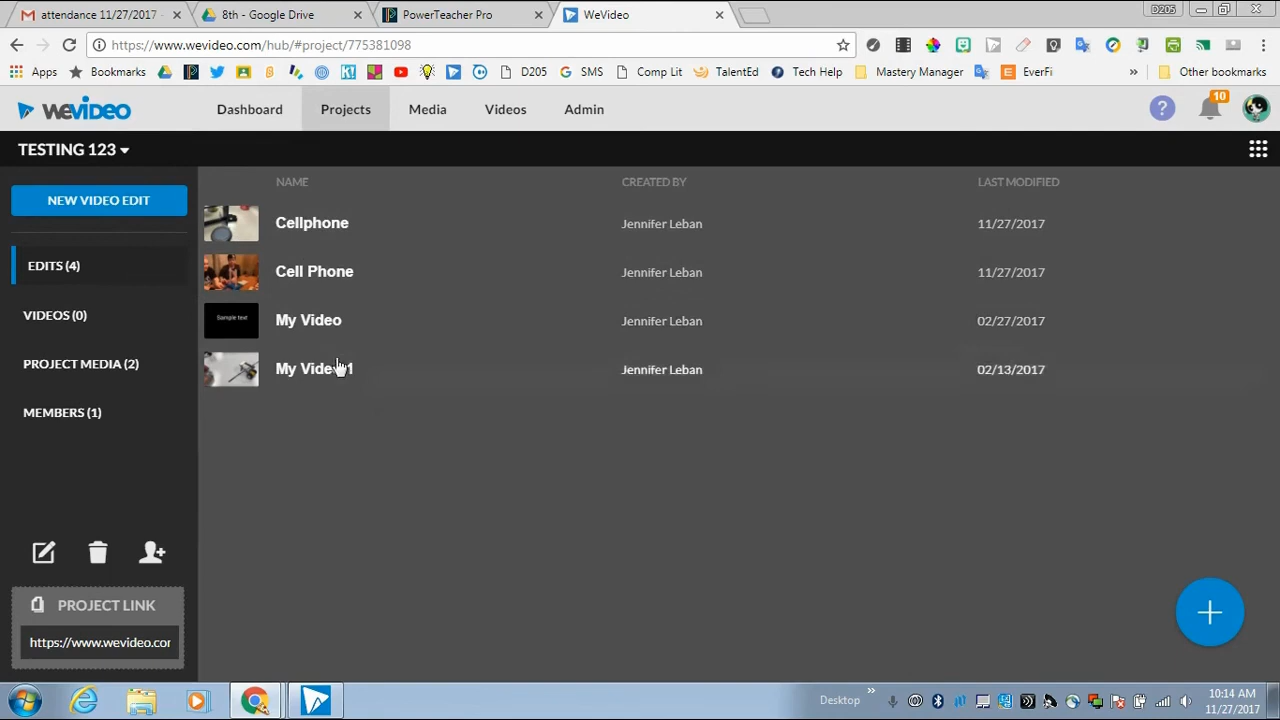 attendance 11/27/2017 -
8th - Google Drive
PowerTeacher Pro
WeVideo
D205
https://www.wevideo.com/hub/#project/775381098
Apps
Bookmarks
D205
SMS
Comp Lit
TalentEd
Tech Help
Mastery Manager
EverFi
»
Other bookmarks
wevideo
Dashboard
Projects
Media
Videos
Admin
?
10
TESTING 123
NEW VIDEO EDIT
EDITS (4)
VIDEOS (0)
PROJECT MEDIA (2)
MEMBERS (1)
PROJECT LINK
https://www.wevideo.cor
NAME CREATED BY LAST MODIFIED
Cellphone Jennifer Leban 11/27/2017
Cell Phone Jennifer Leban 11/27/2017
Sample text
My Video Jennifer Leban 02/27/2017
My Video1 Jennifer Leban 02/13/2017
+
Desktop »
10:14 AM
11/27/2017